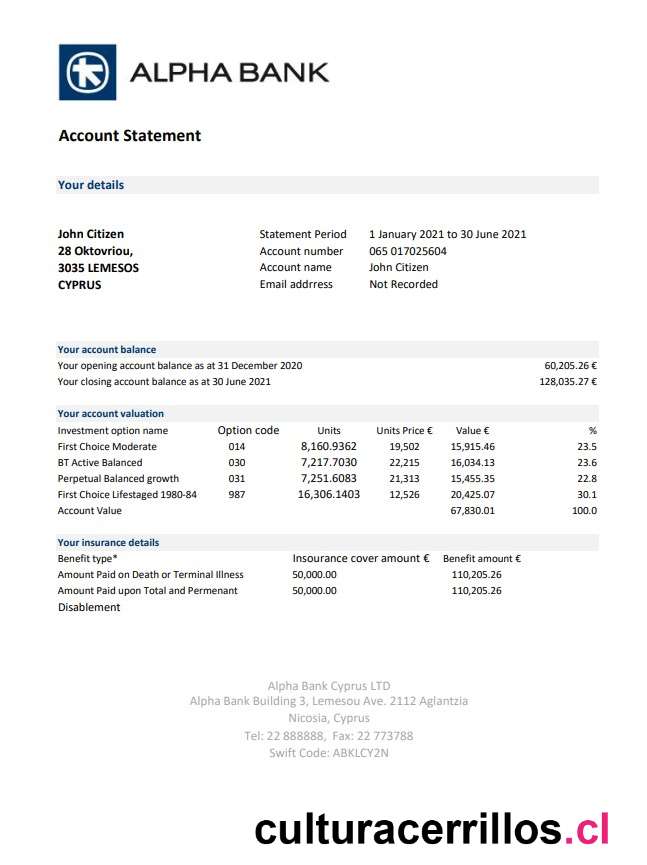 ALPHA BANK
Account Statement
Your details
John Citizen Statement Period 1 January 2021 to 30 June 2021
28 Oktovriou, Account number 065 017025604
3035 LEMESOS Account name John Citizen
CYPRUS Email addrress Not Recorded
Your account balance
Your opening account balance as at 31 December 2020 60,205.26 €
Your closing account balance as at 30 June 2021 128,035.27 €
Your account valuation
Investment option name Option code Units Units Price € Value € %
First Choice Moderate 014 8,160.9362 19,502 15,915.46 23.5
BT Active Balanced 030 7,217.7030 22,215 16,034.13 23.6
Perpetual Balanced growth 031 7,251.6083 21,313 15,455.35 22.8
First Choice Lifestaged 1980-84 987 16,306.1403 12,526 20,425.07 30.1
Account Value 67,830.01 100.0
Your insurance details
Benefit type* Insourance cover amount € Benefit amount €
Amount Paid on Death or Terminal Illness 50,000.00 110,205.26
Amount Paid upon Total and Permenant 50,000.00 110,205.26
Disablement
Alpha Bank Cyprus LTD
Alpha Bank Building 3, Lemesou Ave. 2112 Aglantzia
Nicosia, Cyprus
Tel: 22 888888, Fax: 22 773788
Swift Code: ABKLCY2N
culturacerrillos.cl